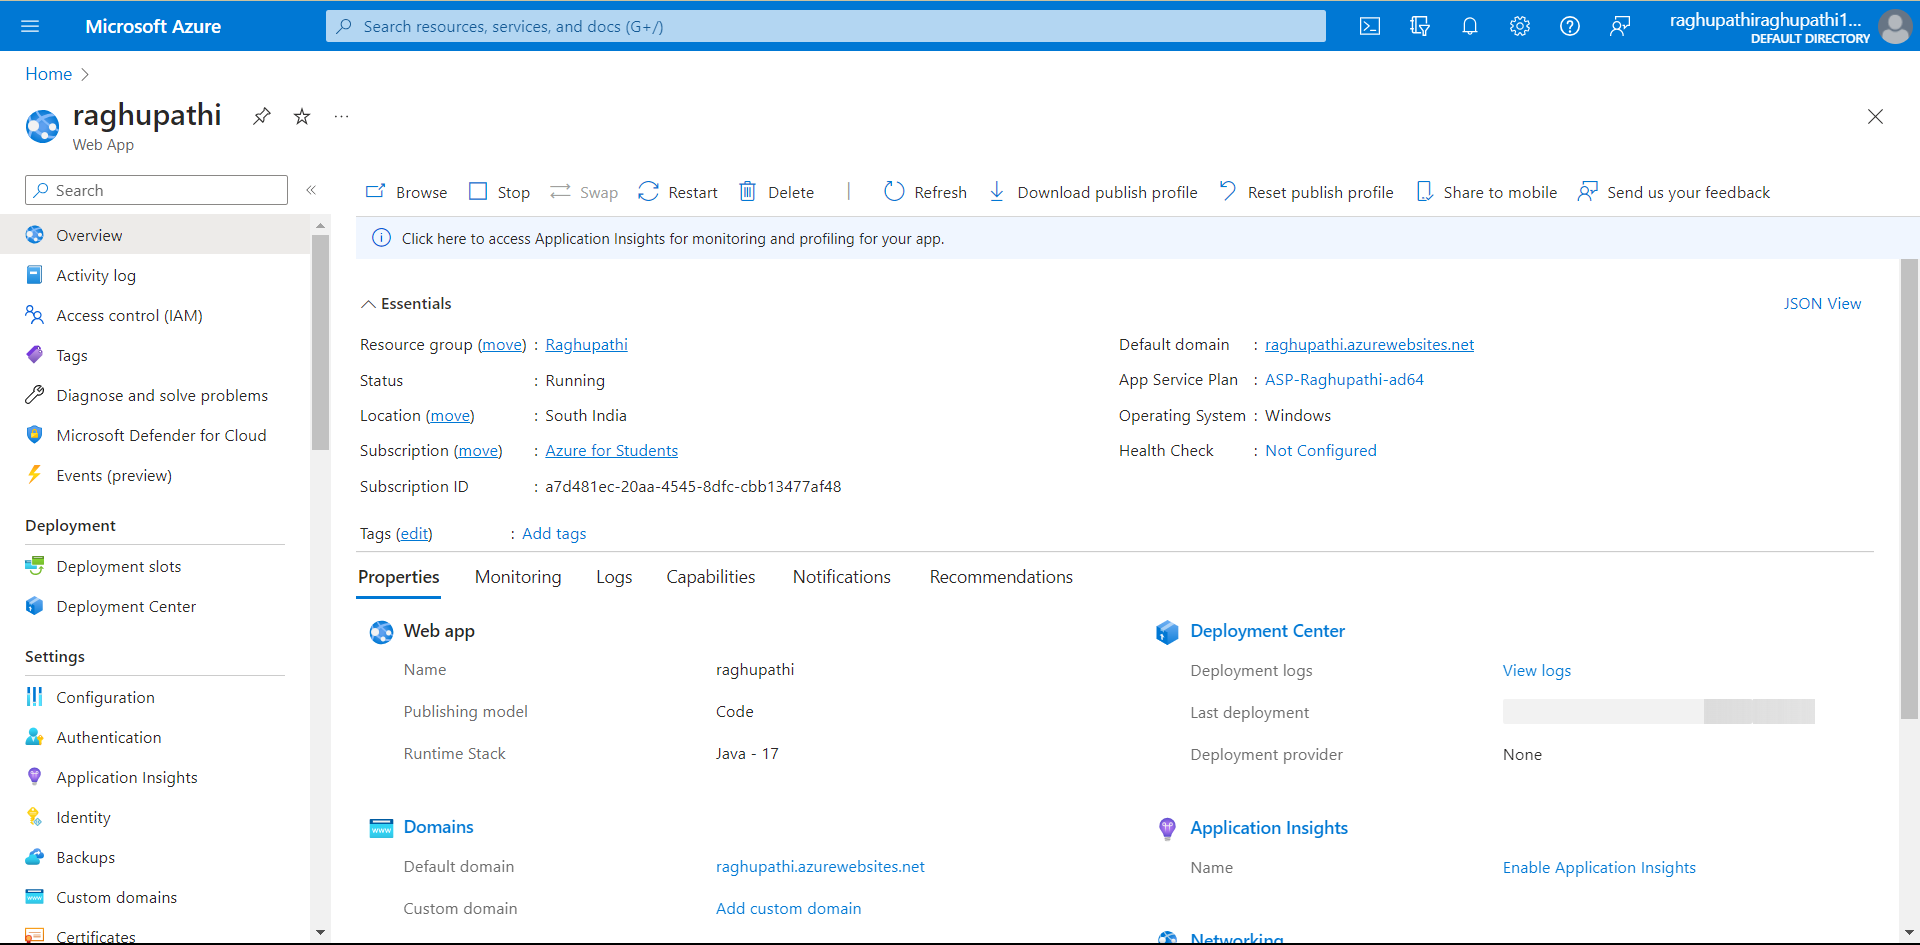 Microsoft Azure
Search resources, services, and docs (G+/)
raghupathiraghupathi1...
DEFAULT DIRECTORY
Home
raghupathi
Web App
Search
Browse
Stop
Swap
Restart
Delete
Refresh
Download publish profile
Reset publish profile
Share to mobile
Send us your feedback
Overview
Activity log
Access control (IAM)
Tags
Diagnose and solve problems
Microsoft Defender for Cloud
Events (preview)
Deployment
Deployment slots
Deployment Center
Settings
Configuration
Authentication
Application Insights
Identity
Backups
Custom domains
Certificates
Click here to access Application Insights for monitoring and profiling for your app.
Essentials
JSON View
Resource group (move) : Raghupathi
Status : Running
Location (move) : South India
Subscription (move) : Azure for Students
Subscription ID : a7d481ec-20aa-4545-8dfc-cbb13477af48
Tags (edit) : Add tags
Default domain : raghupathi.azurewebsites.net
App Service Plan : ASP-Raghupathi-ad64
Operating System : Windows
Health Check : Not Configured
Properties
Monitoring
Logs
Capabilities
Notifications
Recommendations
Web app
Name raghupathi
Publishing model Code
Runtime Stack Java - 17
Domains
Default domain raghupathi.azurewebsites.net
Custom domain Add custom domain
Deployment Center
Deployment logs View logs
Last deployment
Deployment provider None
Application Insights
Name Enable Application Insights
Networking